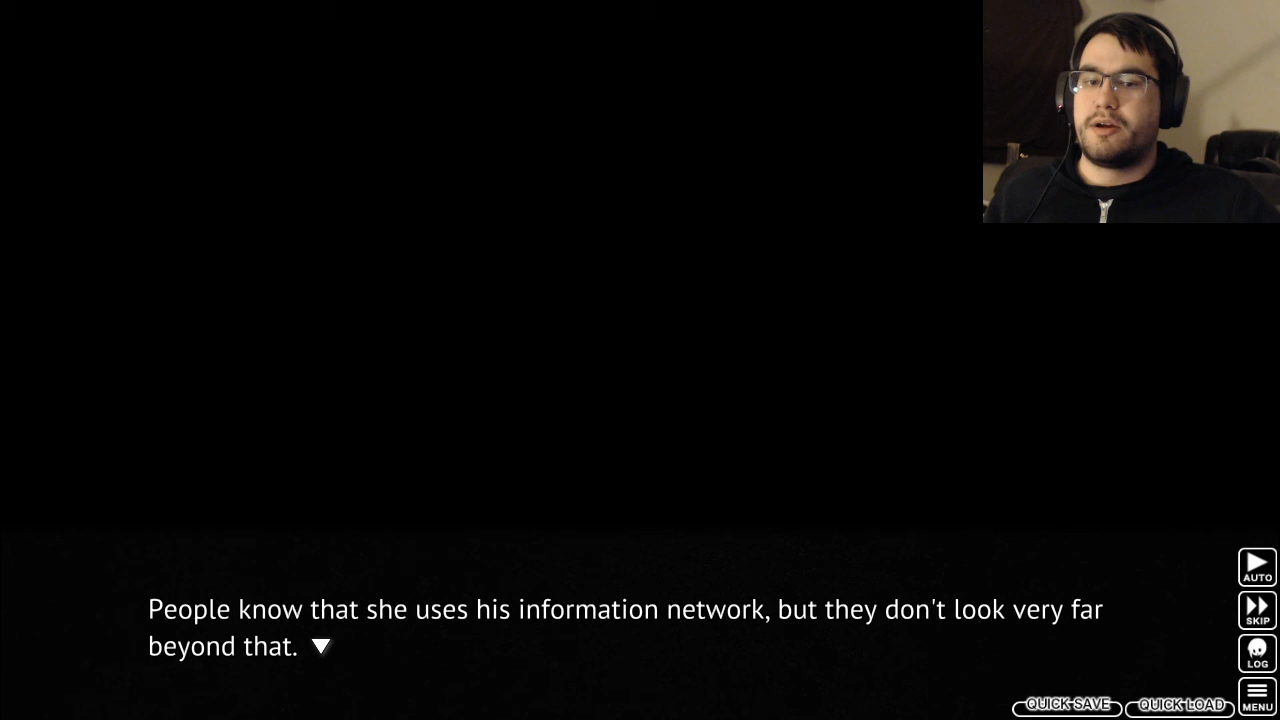 People know that she uses his information network, but they don't look very far
beyond that.
AUTO
SKIP
LOG
MENU
QUICK SAVE
QUICK LOAD